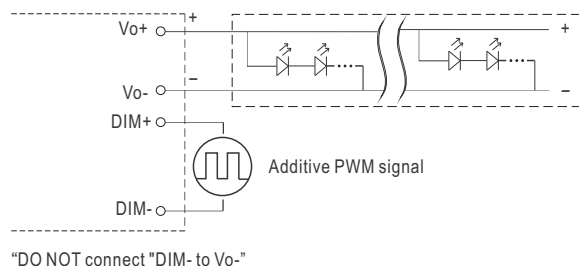 Vo+
+
+
Vo-
−
−
DIM+
Additive PWM signal
DIM-
“DO NOT connect "DIM- to Vo-”